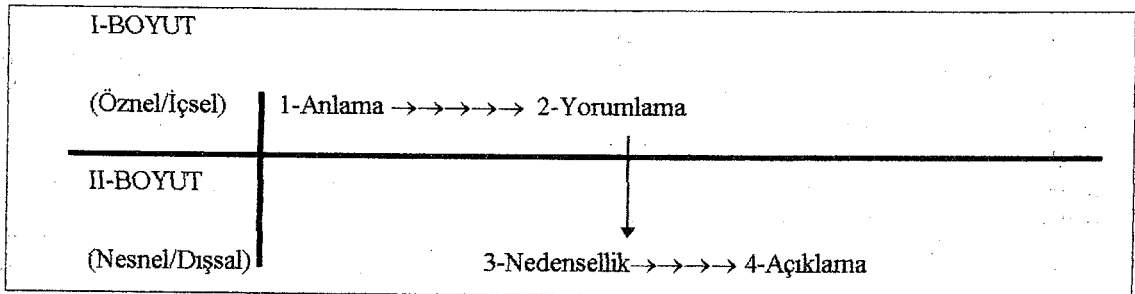 I-BOYUT
(Öznel/İçsel) 1-Anlama →→→→→ 2-Yorumlama
II-BOYUT
(Nesnel/Dışsal) 3-Nedensellik→→→→ 4-Açıklama